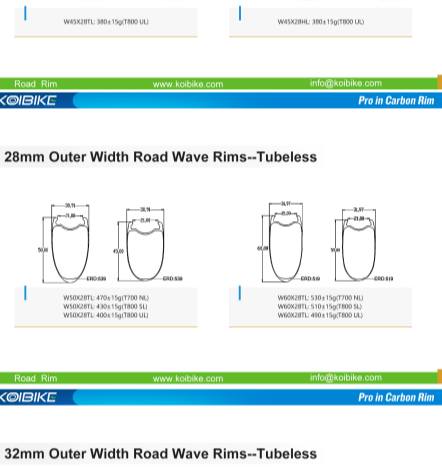 W45X28TL: 380±15g(T800 UL)
W45X28HL: 380±15g(T800 UL)
Road Rim www.koibike.com info@koibike.com
KOIBIKE Pro in Carbon Rim
28mm Outer Width Road Wave Rims--Tubeless
ERD:539
ERD:539
ERD:519
ERD:519
W50X28TL: 470±15g(T700 NL)
W50X28TL: 430±15g(T800 SL)
W50X28TL: 400±15g(T800 UL)
W60X28TL: 530±15g(T700 NL)
W60X28TL: 510±15g(T800 SL)
W60X28TL: 490±15g(T800 UL)
Road Rim www.koibike.com info@koibike.com
KOIBIKE Pro in Carbon Rim
32mm Outer Width Road Wave Rims--Tubeless